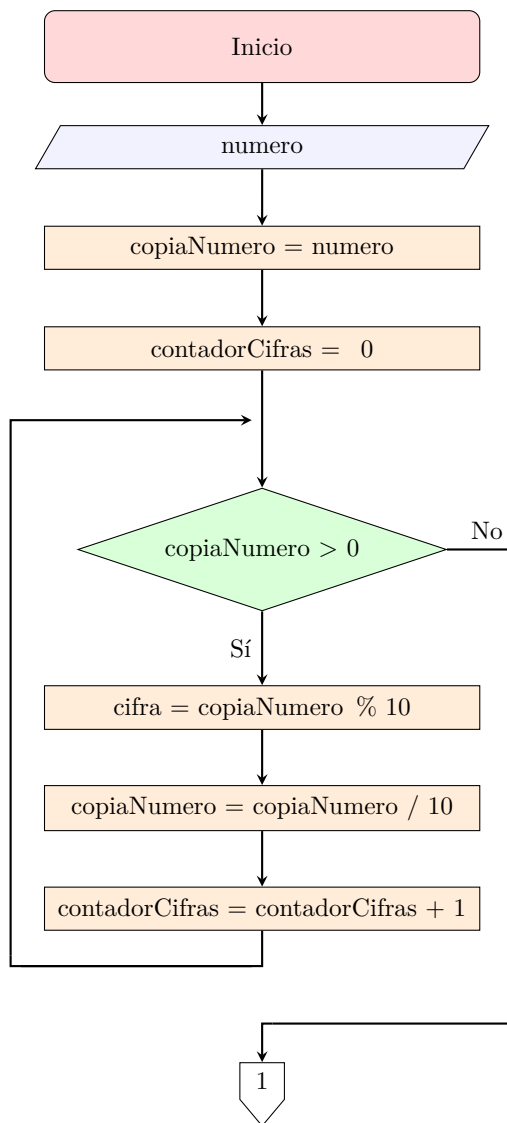 Inicio
numero
copiaNumero = numero
contadorCifras = 0
copiaNumero > 0
No
Sí
cifra = copiaNumero % 10
copiaNumero = copiaNumero / 10
contadorCifras = contadorCifras + 1
1